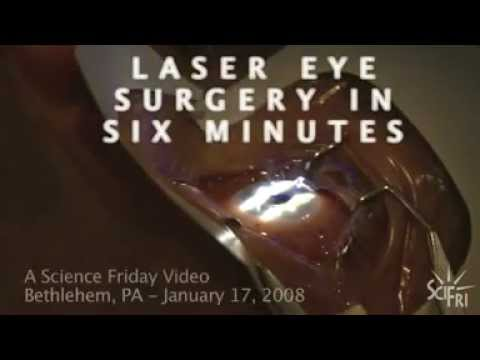 LASER EYE
SURGERY IN
SIX MINUTES
A Science Friday Video
Bethlehem, PA – January 17, 2008
SCI
FRI